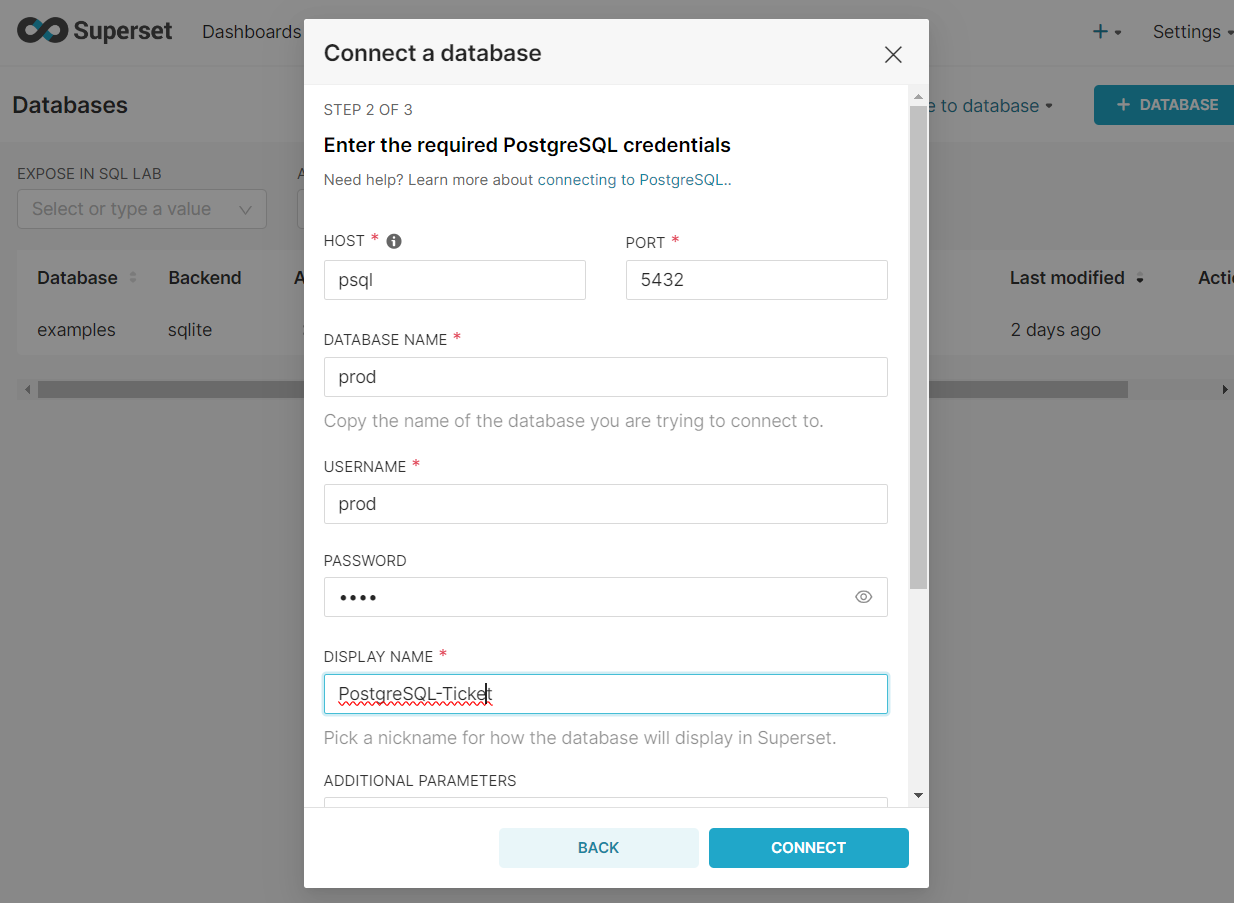 Superset
Dashboards
Settings
Connect a database
Databases
e to database
+ DATABASE
STEP 2 OF 3
Enter the required PostgreSQL credentials
Need help? Learn more about connecting to PostgreSQL..
EXPOSE IN SQL LAB
A
Select or type a value
HOST *
PORT *
psql
5432
Database
Backend
A
Last modified
Acti
examples
sqlite
2 days ago
DATABASE NAME *
prod
Copy the name of the database you are trying to connect to.
USERNAME *
prod
PASSWORD
••••
DISPLAY NAME *
PostgreSQL-Ticket
Pick a nickname for how the database will display in Superset.
ADDITIONAL PARAMETERS
BACK
CONNECT